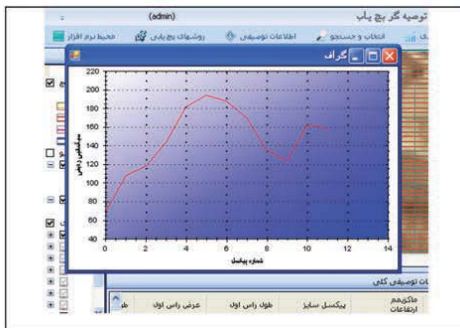 توصیه گر بچ یاب
(admin)
انتخاب و جستجو
اطلاعات توصیفی
روشهای بچ یابی
محیط نرم افزار
گراف
220
200
180
160
140
120
100
80
60
40
0 2 4 6 8 10 12 14
شماره پیکسل
ات توصیفی کلی
ماکزیمم ارتفاعات
پیکسل سایز
طول راس اول
عرض راس اول